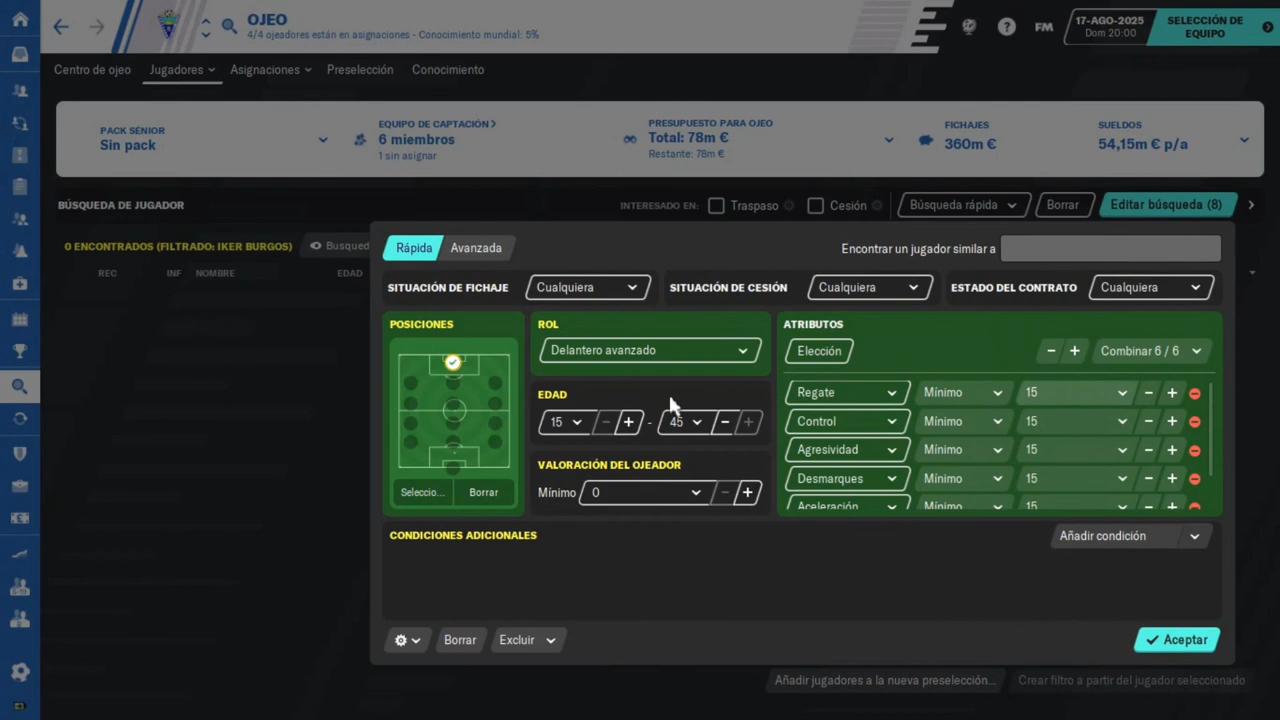 OJEO
4/4 ojeadores están en asignaciones - Conocimiento mundial: 5%
FM
17-AGO-2025
Dom 20:00
SELECCIÓN DE
EQUIPO
Centro de ojeo
Jugadores
Asignaciones
Preselección
Conocimiento
PACK SÉNIOR
Sin pack
EQUIPO DE CAPTACIÓN
6 miembros
1 sin asignar
PRESUPUESTO PARA OJEO
Total: 78m €
Restante: 78m €
FICHAJES
360m €
SUELDOS
54,15m € p/a
BÚSQUEDA DE JUGADOR
INTERESADO EN:
Traspaso
Cesión
Búsqueda rápida
Borrar
Editar búsqueda (8)
0 ENCONTRADOS (FILTRADO: IKER BURGOS)
Busqued
REC
INF
NOMBRE
EDAD
Rápida
Avanzada
Encontrar un jugador similar a
SITUACIÓN DE FICHAJE
Cualquiera
SITUACIÓN DE CESIÓN
Cualquiera
ESTADO DEL CONTRATO
Cualquiera
POSICIONES
Seleccio...
Borrar
ROL
Delantero avanzado
EDAD
15 - + - 45 - +
VALORACIÓN DEL OJEADOR
Mínimo 0 - +
ATRIBUTOS
Elección
- + Combinar 6 / 6
Regate Mínimo 15 - +
Control Mínimo 15 - +
Agresividad Mínimo 15 - +
Desmarques Mínimo 15 - +
Aceleración Mínimo 15 - +
CONDICIONES ADICIONALES
Añadir condición
Borrar
Excluir
Aceptar
Añadir jugadores a la nueva preselección...
Crear filtro a partir del jugador seleccionado